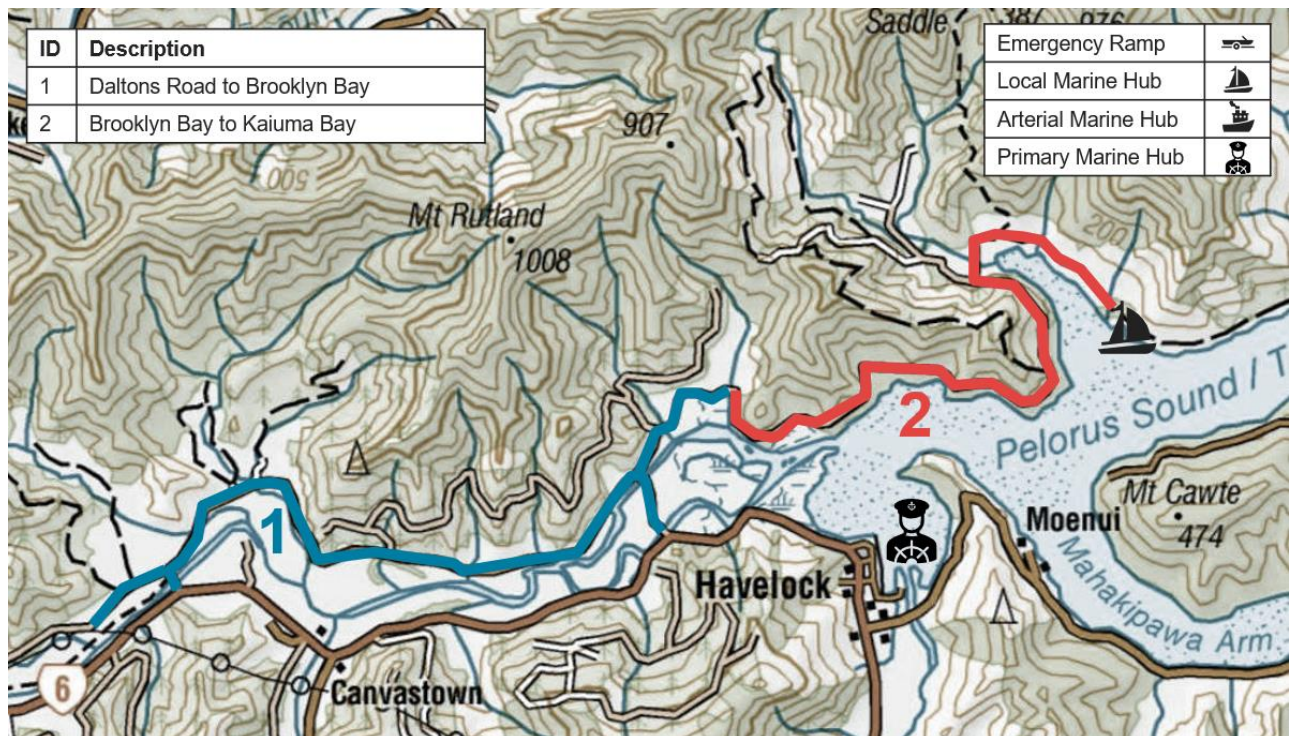 ID Description
1 Daltons Road to Brooklyn Bay
2 Brooklyn Bay to Kaiuma Bay
Emergency Ramp
Local Marine Hub
Arterial Marine Hub
Primary Marine Hub
Saddle
976
907
500
Mt Rutland
1008
200
2
Pelorus Sound / T
1
Mt Cawte
474
Moenui
Havelock
Mahakipawa Arm
6
Canvastown